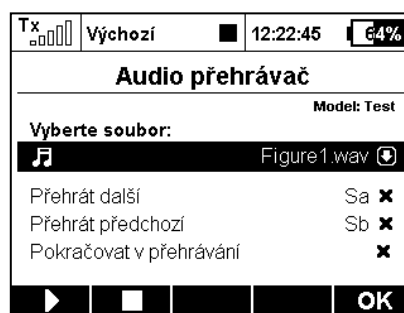 Tx Výchozí 12:22:45 64%
Audio přehrávač
Model: Test
Vyberte soubor:
Figure1.wav
Přehrát další Sa ✖
Přehrát předchozí Sb ✖
Pokračovat v přehrávání ✖
OK